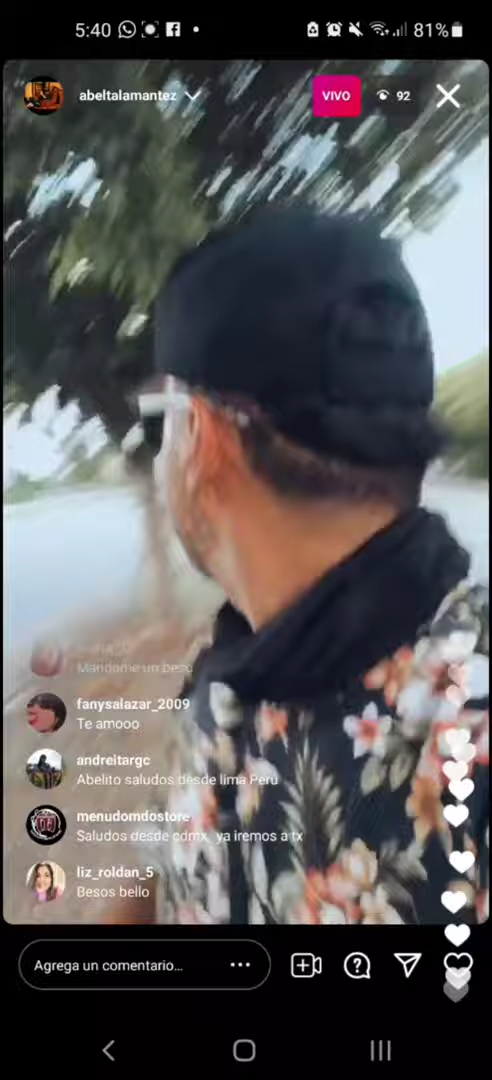 5:40
81%
abeltalamantez
VIVO
92
Mandame un beso
fanysalazar_2009
Te amooo
andreitargc
Abelito saludos desde lima Perú
menudomdostore
Saludos desde cdmx, ya iremos a tx
liz_roldan_5
Besos bello
Agrega un comentario...